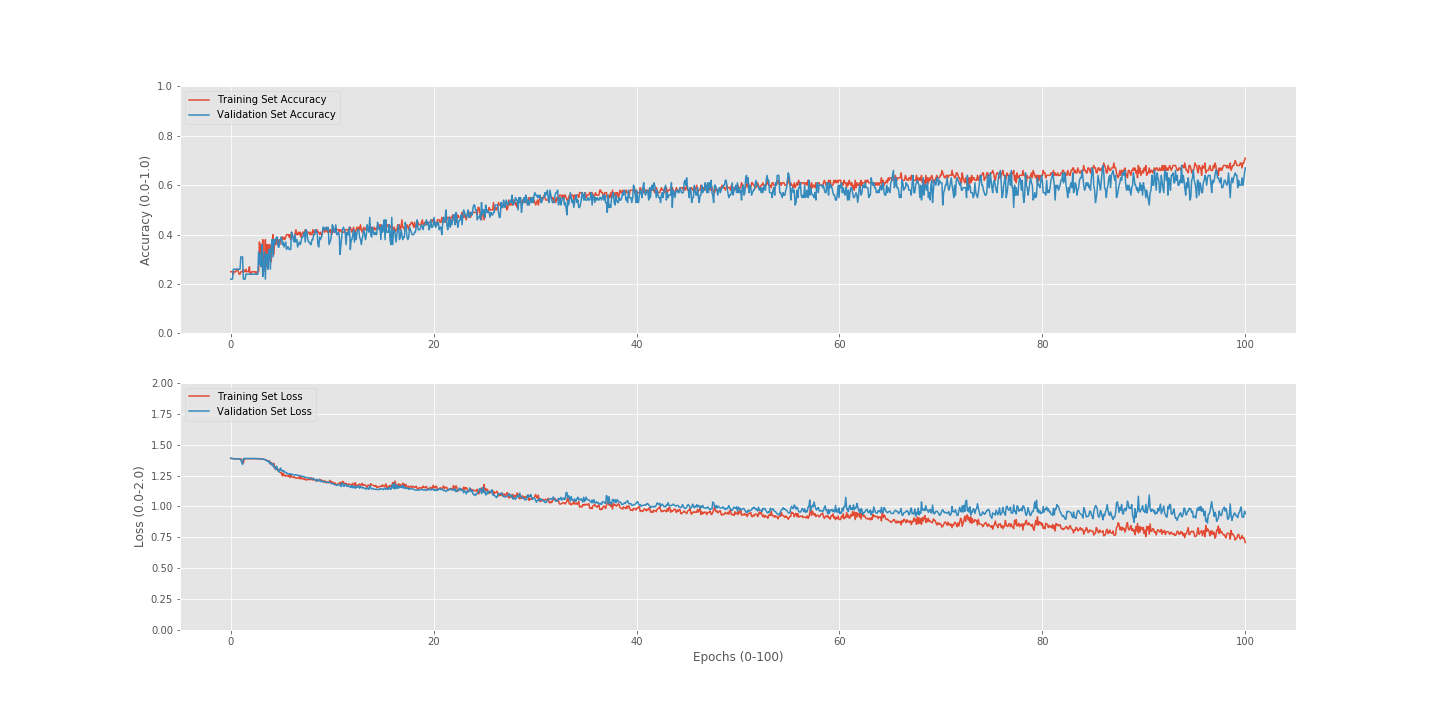 1.0
Training Set Accuracy
Validation Set Accuracy
0.8
0.6
0.4
0.2
0.0
Accuracy (0.0-1.0)
0 20 40 60 80 100
2.00
Training Set Loss
Validation Set Loss
1.75
1.50
1.25
1.00
0.75
0.50
0.25
0.00
Loss (0.0-2.0)
0 20 40 60 80 100
Epochs (0-100)